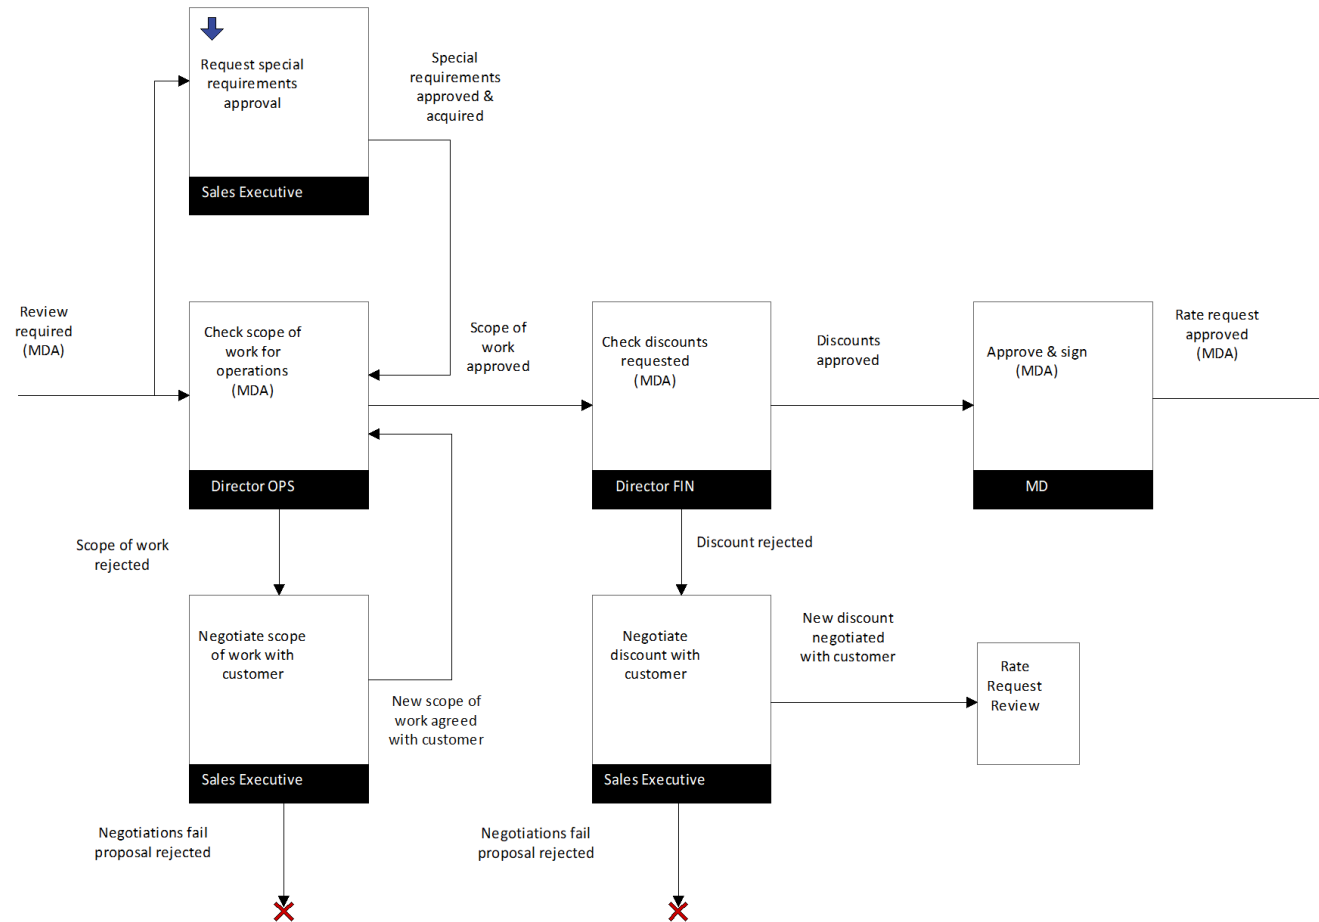 Request special
requirements
approval
Sales Executive
Special
requirements
approved &
acquired
Review
required
(MDA)
Check scope of
work for
operations
(MDA)
Director OPS
Scope of
work
approved
Check discounts
requested
(MDA)
Director FIN
Discounts
approved
Approve & sign
(MDA)
MD
Rate request
approved
(MDA)
Scope of work
rejected
Discount rejected
Negotiate scope
of work with
customer
Sales Executive
New scope of
work agreed
with customer
Negotiate
discount with
customer
Sales Executive
New discount
negotiated
with customer
Rate
Request
Review
Negotiations fail
proposal rejected
Negotiations fail
proposal rejected